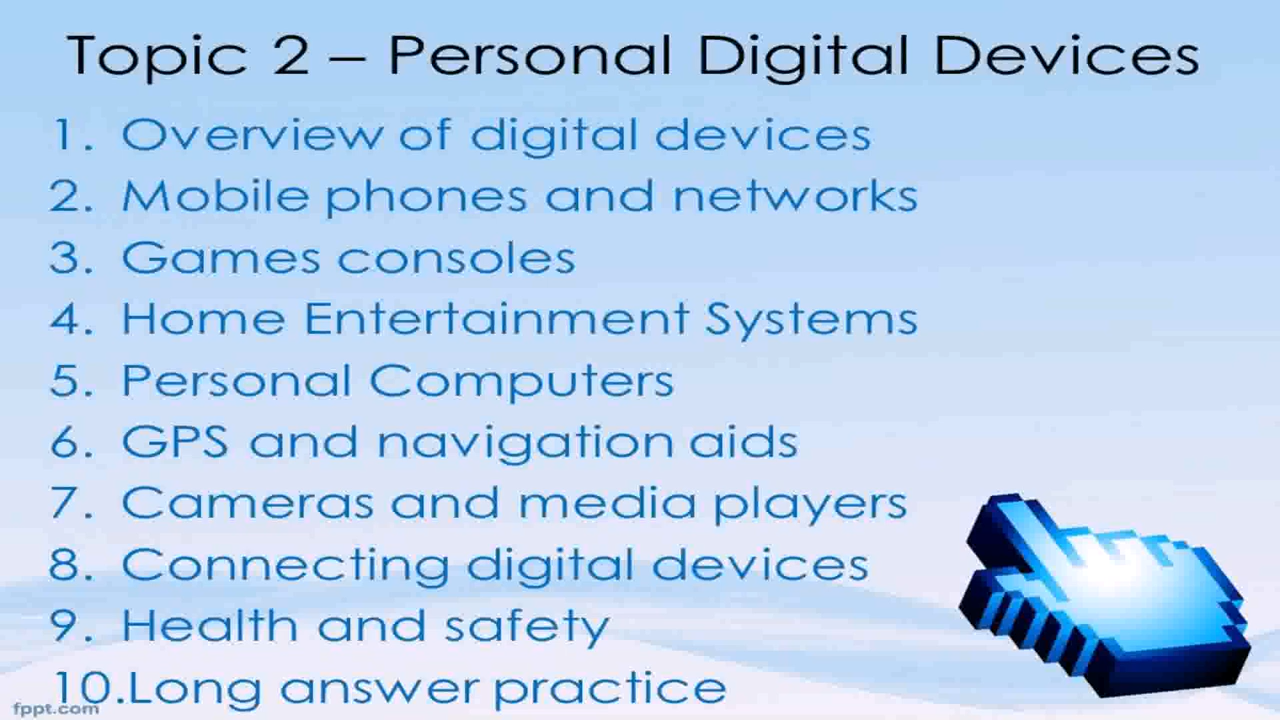 Topic 2 – Personal Digital Devices
1. Overview of digital devices
2. Mobile phones and networks
3. Games consoles
4. Home Entertainment Systems
5. Personal Computers
6. GPS and navigation aids
7. Cameras and media players
8. Connecting digital devices
9. Health and safety
10.Long answer practice
fppt.com